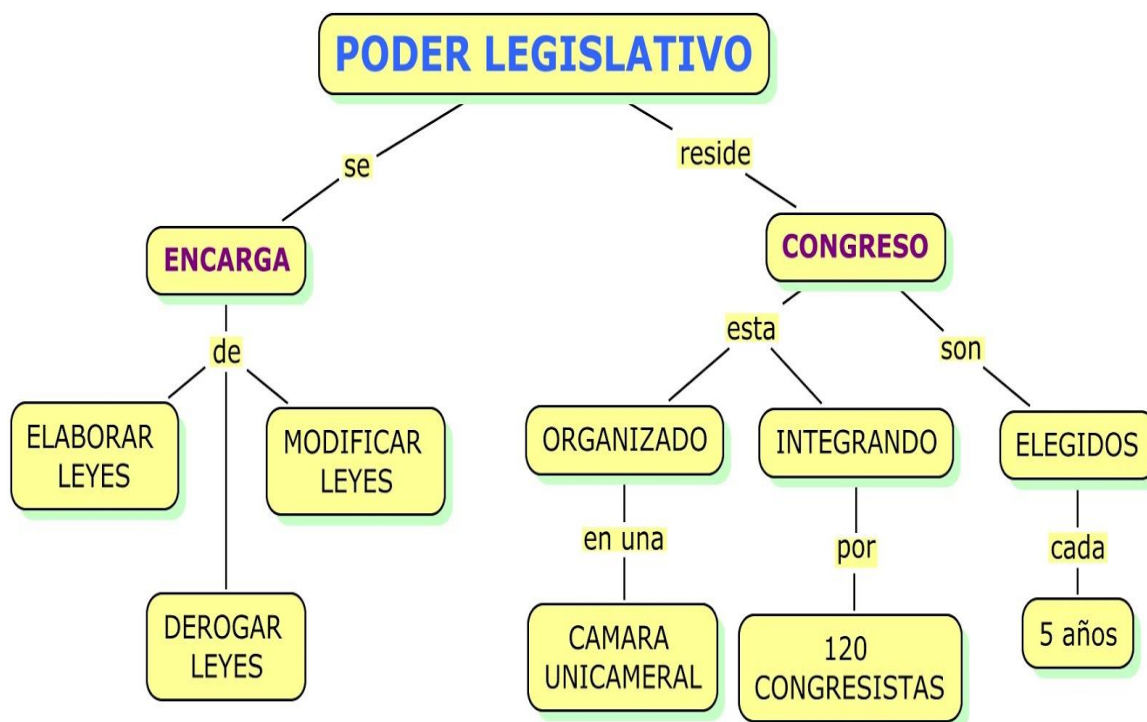 PODER LEGISLATIVO
se
reside
ENCARGA
CONGRESO
de
esta
son
ELABORAR
LEYES
MODIFICAR
LEYES
ORGANIZADO
INTEGRANDO
ELEGIDOS
en una
por
cada
DEROGAR
LEYES
CAMARA
UNICAMERAL
120
CONGRESISTAS
5 años